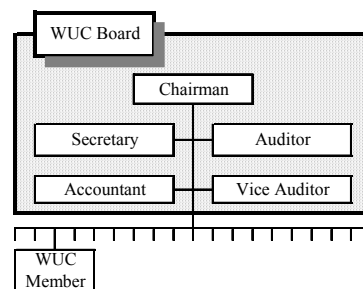 WUC Board
Chairman
Secretary
Auditor
Accountant
Vice Auditor
WUC
Member